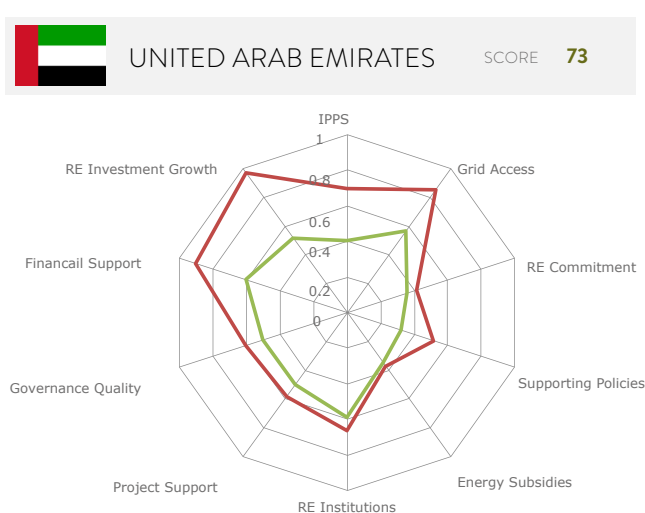 UNITED ARAB EMIRATES SCORE 73
IPPS
1
RE Investment Growth
Grid Access
0.8
0.6
0.4
Financail Support
RE Commitment
0.2
0
Governance Quality
Supporting Policies
Project Support
Energy Subsidies
RE Institutions